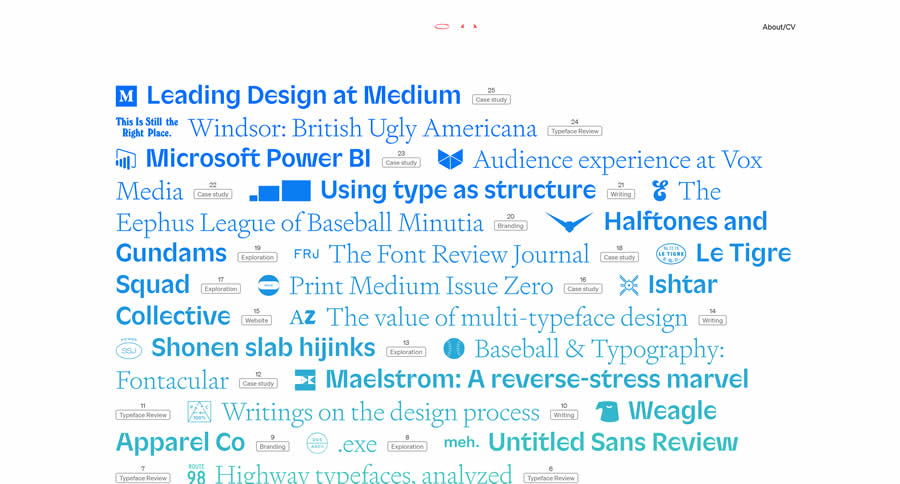 About/CV
M Leading Design at Medium 25 Case study
This Is Still the Right Place. Windsor: British Ugly Americana 24 Typeface Review
Microsoft Power BI 23 Case study Audience experience at Vox
Media 22 Case study Using type as structure 21 Writing The
Eephus League of Baseball Minutia 20 Branding Halftones and
Gundams 19 Exploration FRJ The Font Review Journal 18 Case study LE TIGRE Le Tigre
Squad 17 Exploration Print Medium Issue Zero 16 Case study Ishtar
Collective 15 Website AZ The value of multi-typeface design 14 Writing
SSJ Shonen slab hijinks 13 Exploration Baseball & Typography:
Fontacular 12 Case study Maelstrom: A reverse-stress marvel
11 Typeface Review 100% Writings on the design process 10 Writing Weagle
Apparel Co 9 Branding .exe 8 Exploration meh. Untitled Sans Review
7 Typeface Review ROUTE 98 Highway typefaces, analyzed 6 Typeface Review